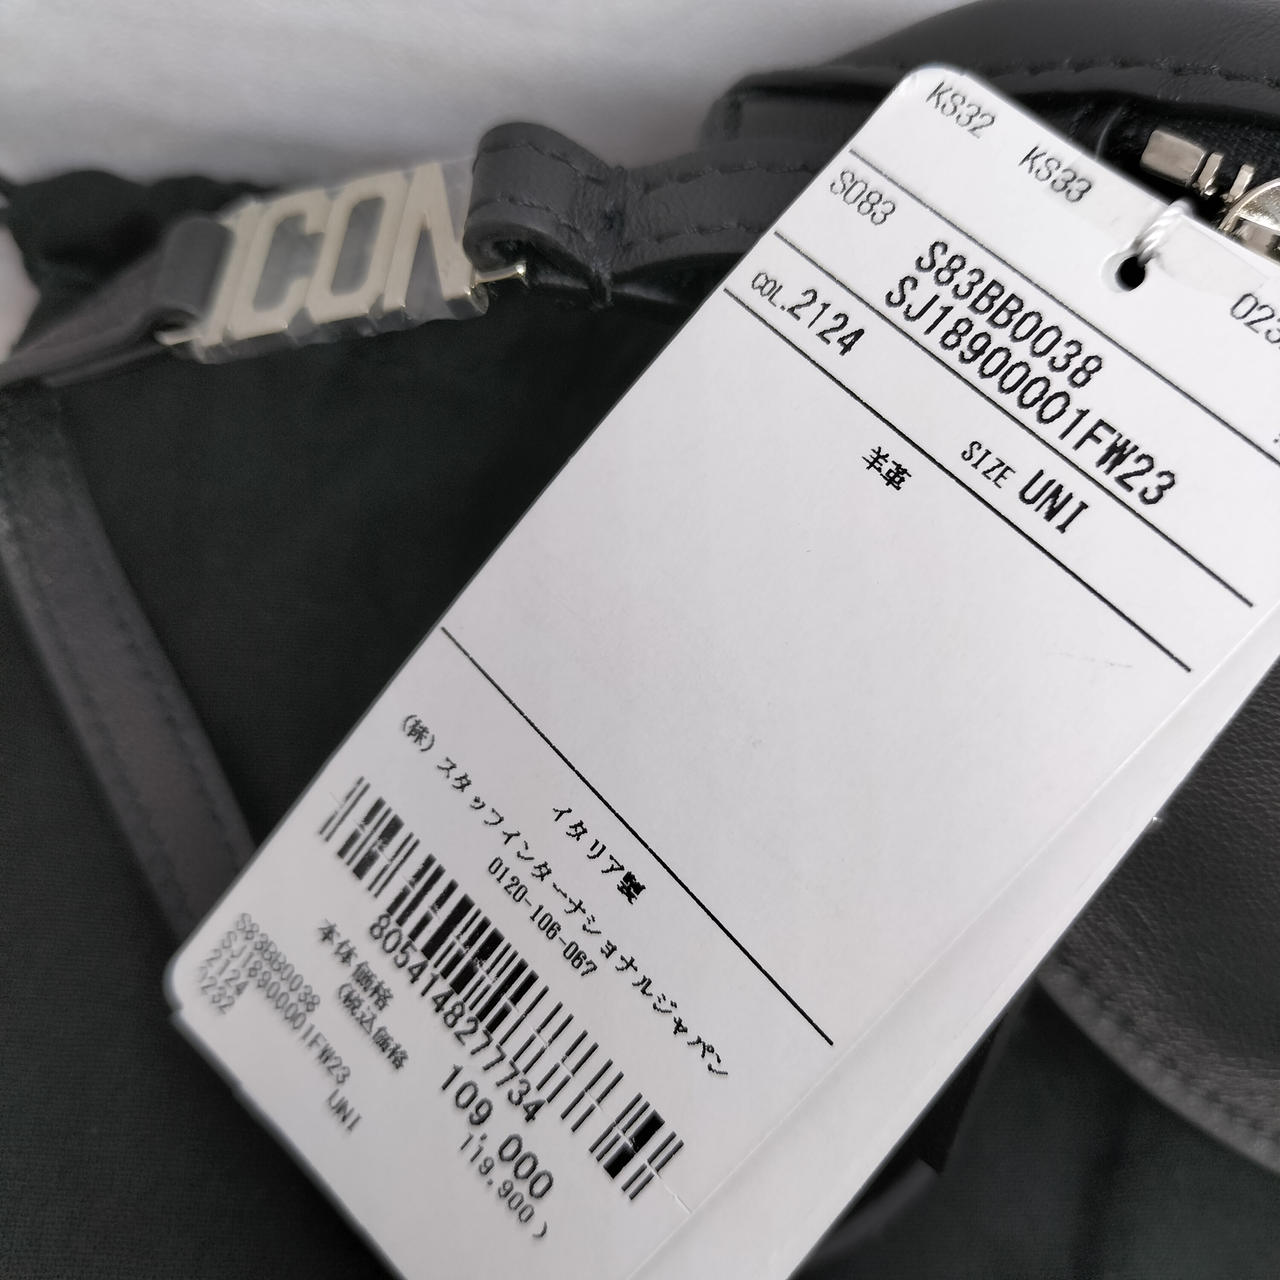 ICON
KS32 KS33
S083
S83BB0038
SJ18900001FW23
COL.2124
SIZE UNI
羊革
イタリア製
(株)スタッフインターナショナルジャパン
0120-106-067
8054148277734
本体価格 109,000
(税込価格 119,900)
S83BB0038
SJ18900001FW23
2124 UNI
0232